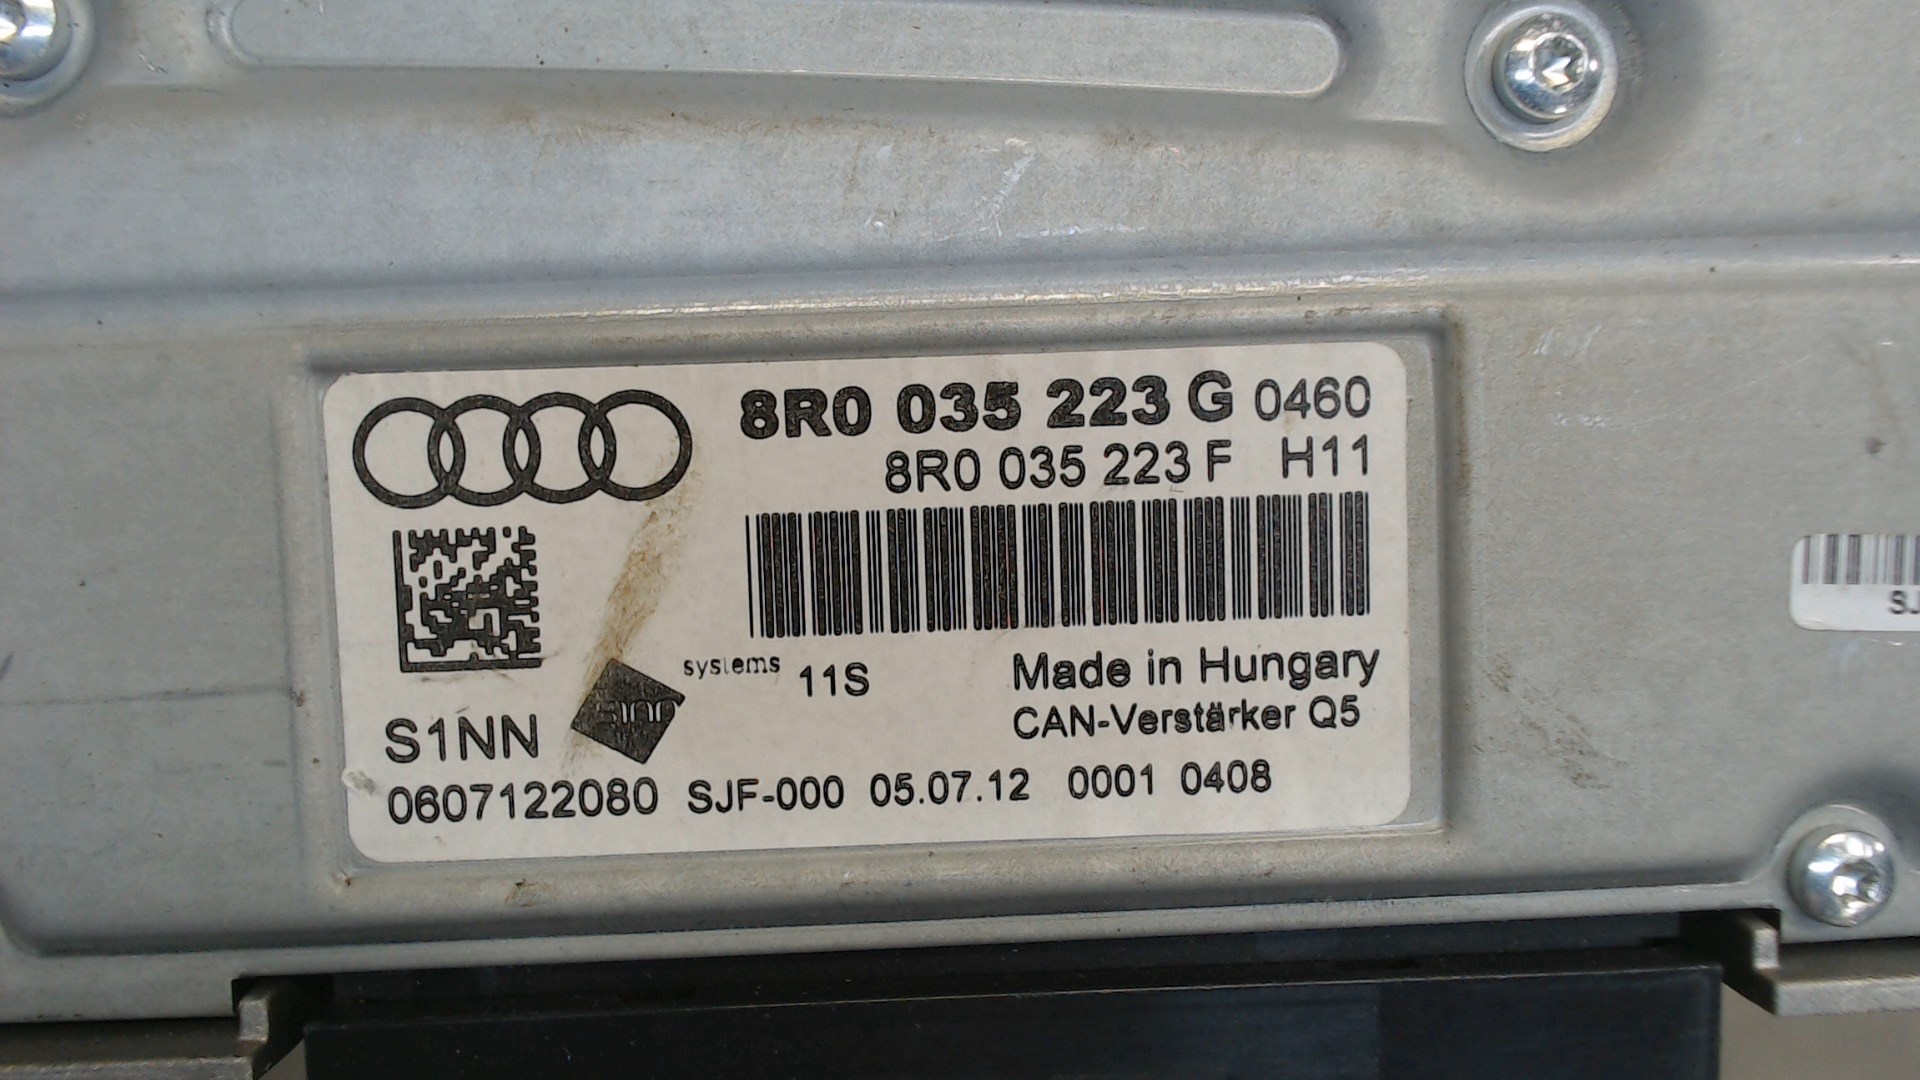 8R0 035 223 G 0460
8R0 035 223 F H11
systems 11S
Made in Hungary
CAN-Verstärker Q5
S1NN
0607122080 SJF-000 05.07.12 0001 0408